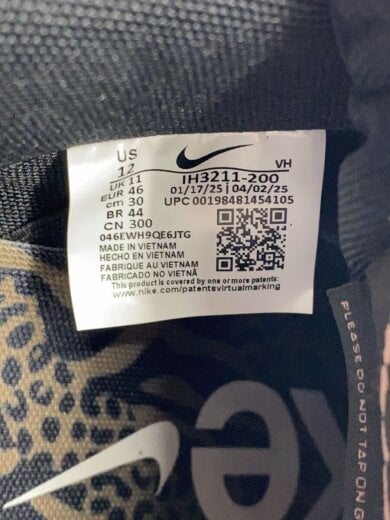 US 12
UK 11
EUR 46
cm 30
BR 44
CN 300
VH
IH3211-200
01/17/25 | 04/02/25
UPC 00198481454105
046EWH9QE6JTG
MADE IN VIETNAM
HECHO EN VIETNAM
FABRIQUE AU VIETNAM
FABRICADO NO VIETNÃ
This product is covered by one or more patents:
www.nike.com/patentsvirtualmarking
PLEASE DO NOT TAP ON G